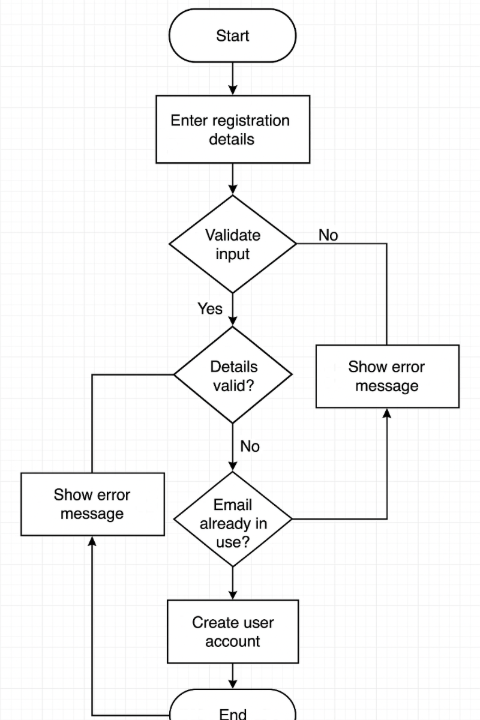 Start
Enter registration
details
Validate
input
No
Yes
Details
valid?
Show error
message
No
Show error
message
Email
already in
use?
Create user
account
End